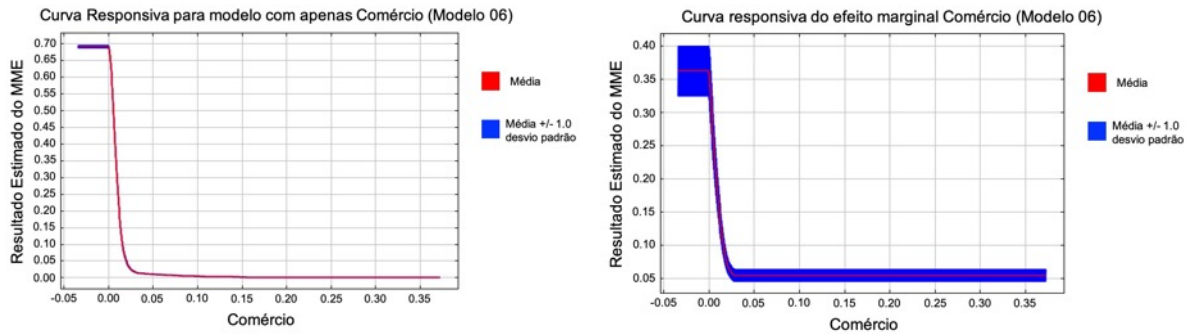 Curva Responsiva para modelo com apenas Comércio (Modelo 06)
Resultado Estimado do MME
0.70
0.65
0.60
0.55
0.50
0.45
0.40
0.35
0.30
0.25
0.20
0.15
0.10
0.05
0.00
-0.05 0.00 0.05 0.10 0.15 0.20 0.25 0.30 0.35
Comércio
Média
Média +/- 1.0
desvio padrão
Curva responsiva do efeito marginal Comércio (Modelo 06)
Resultado Estimado do MME
0.40
0.35
0.30
0.25
0.20
0.15
0.10
0.05
-0.05 0.00 0.05 0.10 0.15 0.20 0.25 0.30 0.35
Comércio
Média
Média +/- 1.0
desvio padrão